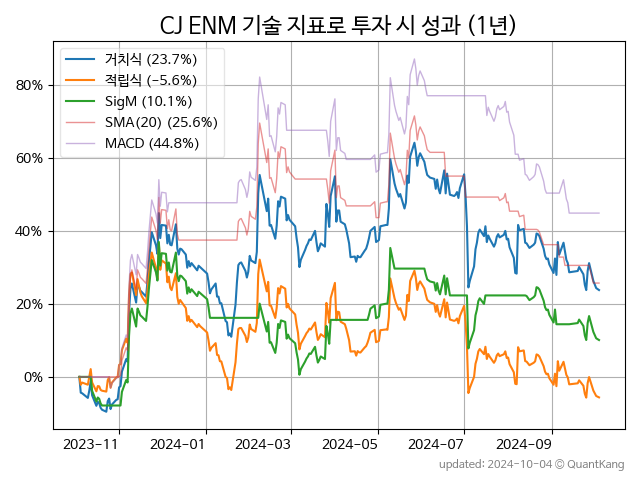 CJ ENM 기술 지표로 투자 시 성과 (1년)
거치식 (23.7%)
적립식 (−5.6%)
SigM (10.1%)
SMA(20) (25.6%)
MACD (44.8%)
80%
60%
40%
20%
0%
2023-11 2024-01 2024-03 2024-05 2024-07 2024-09
updated: 2024-10-04 © QuantKang